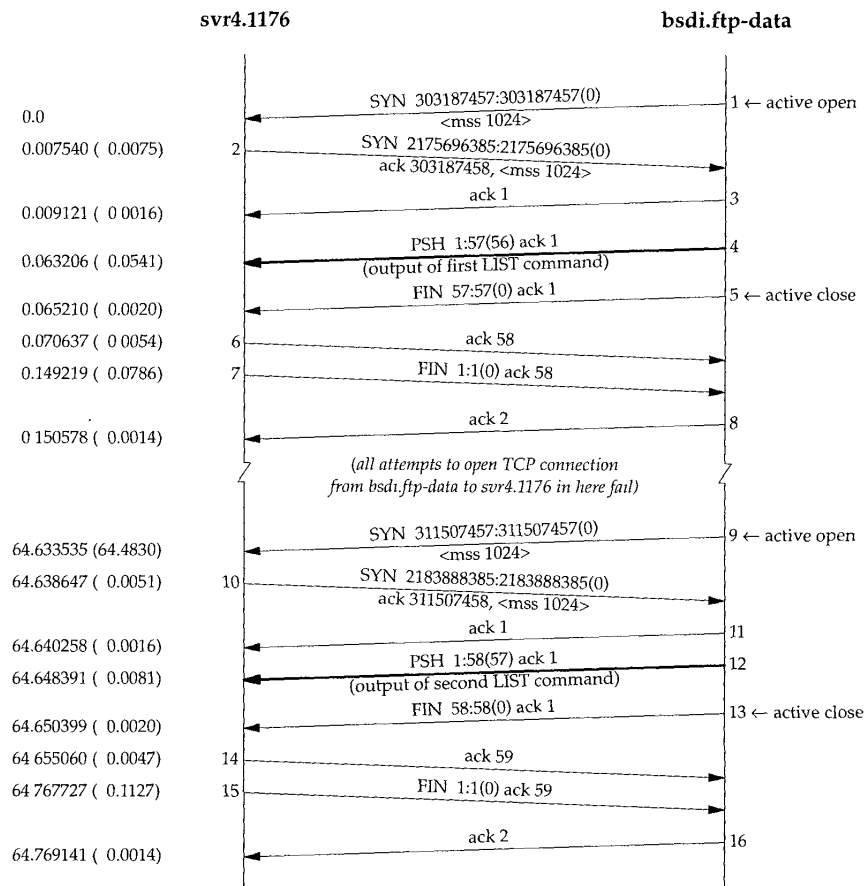 svr4.1176 bsdi.ftp-data
SYN 303187457:303187457(0) 1 ← active open
0.0 <mss 1024>
0.007540 ( 0.0075) 2 SYN 2175696385:2175696385(0)
ack 303187458, <mss 1024>
ack 1 3
0.009121 ( 0 0016)
PSH 1:57(56) ack 1 4
0.063206 ( 0.0541) (output of first LIST command)
FIN 57:57(0) ack 1 5 ← active close
0.065210 ( 0.0020)
0.070637 ( 0 0054) 6 ack 58
0.149219 ( 0.0786) 7 FIN 1:1(0) ack 58
ack 2 8
0 150578 ( 0.0014)
(all attempts to open TCP connection
from bsdi.ftp-data to svr4.1176 in here fail)
SYN 311507457:311507457(0) 9 ← active open
64.633535 (64.4830) <mss 1024>
64.638647 ( 0.0051) 10 SYN 2183888385:2183888385(0)
ack 311507458, <mss 1024>
ack 1 11
64.640258 ( 0.0016)
PSH 1:58(57) ack 1 12
64.648391 ( 0.0081) (output of second LIST command)
FIN 58:58(0) ack 1 13 ← active close
64.650399 ( 0.0020)
64 655060 ( 0.0047) 14 ack 59
64 767727 ( 0.1127) 15 FIN 1:1(0) ack 59
ack 2 16
64.769141 ( 0.0014)